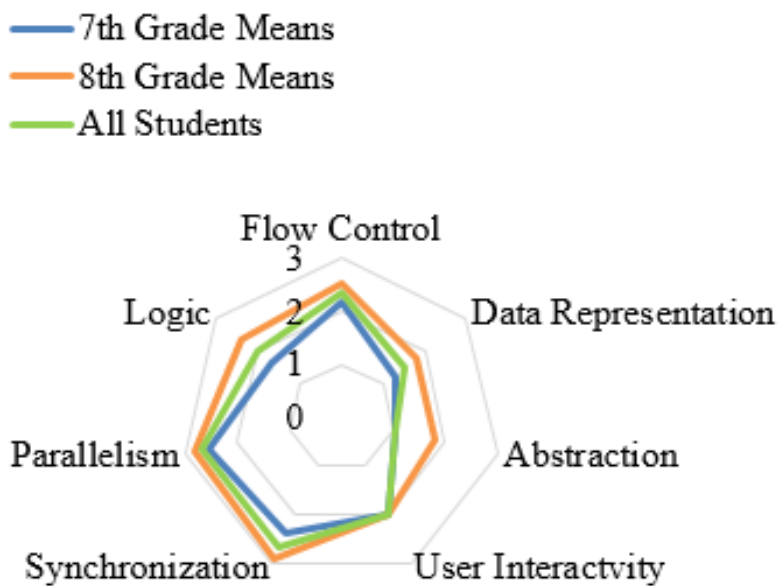 7th Grade Means
8th Grade Means
All Students
Flow Control
3
Logic
2
Data Representation
1
0
Parallelism
Abstraction
Synchronization
User Interactvity